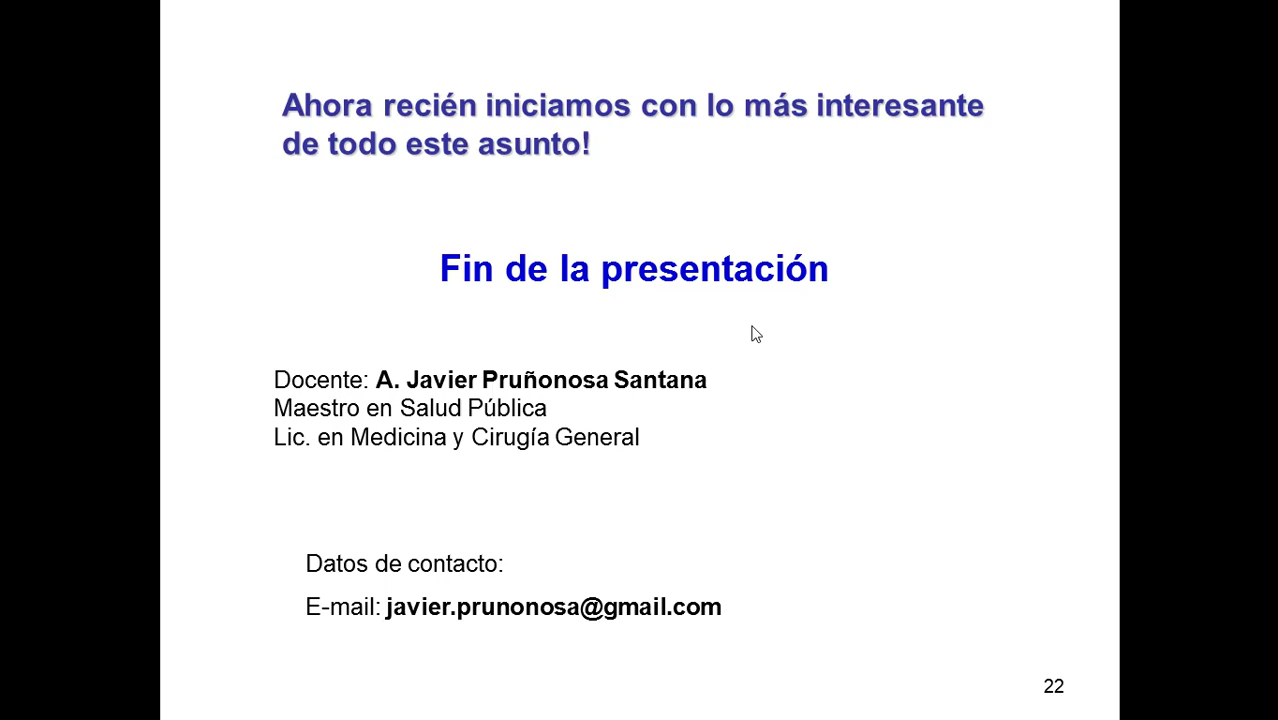 Ahora recién iniciamos con lo más interesante
de todo este asunto!
Fin de la presentación
Docente: A. Javier Pruñonosa Santana
Maestro en Salud Pública
Lic. en Medicina y Cirugía General
Datos de contacto:
E-mail: javier.prunonosa@gmail.com
22